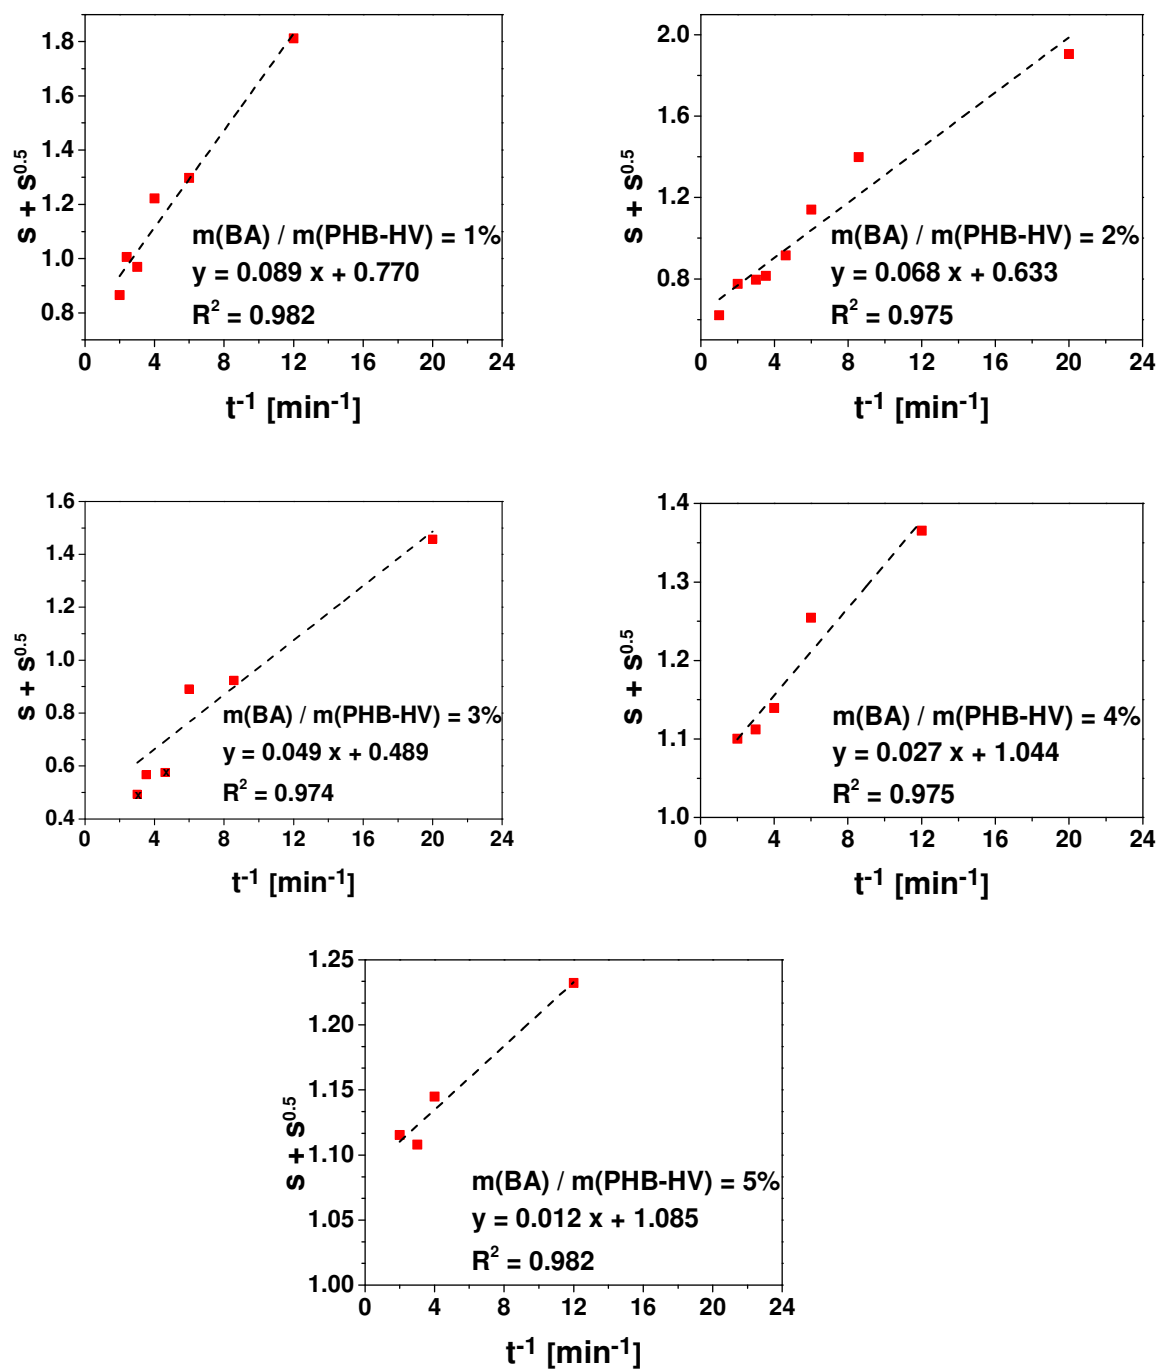 1.8
1.6
1.4
1.2
1.0
0.8
s + s^0.5
m(BA) / m(PHB-HV) = 1%
y = 0.089 x + 0.770
R² = 0.982
0 4 8 12 16 20 24
t⁻¹ [min⁻¹]
2.0
1.6
1.2
0.8
s + s^0.5
m(BA) / m(PHB-HV) = 2%
y = 0.068 x + 0.633
R² = 0.975
0 4 8 12 16 20 24
t⁻¹ [min⁻¹]
1.6
1.4
1.2
1.0
0.8
0.6
0.4
s + s^0.5
m(BA) / m(PHB-HV) = 3%
y = 0.049 x + 0.489
R² = 0.974
0 4 8 12 16 20 24
t⁻¹ [min⁻¹]
1.4
1.3
1.2
1.1
1.0
s + s^0.5
m(BA) / m(PHB-HV) = 4%
y = 0.027 x + 1.044
R² = 0.975
0 4 8 12 16 20 24
t⁻¹ [min⁻¹]
1.25
1.20
1.15
1.10
1.05
1.00
s + s^0.5
m(BA) / m(PHB-HV) = 5%
y = 0.012 x + 1.085
R² = 0.982
0 4 8 12 16 20 24
t⁻¹ [min⁻¹]